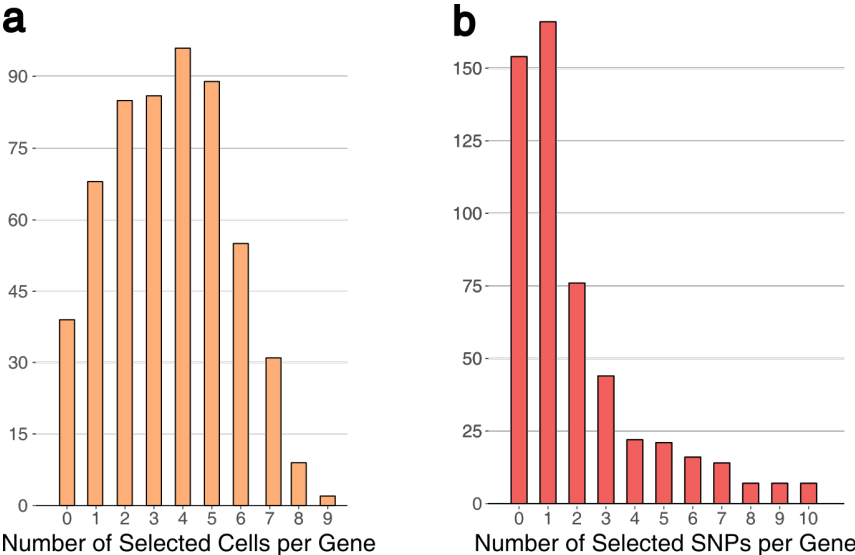 a
90
75
60
45
30
15
0
0 1 2 3 4 5 6 7 8 9
Number of Selected Cells per Gene
b
150
125
100
75
50
25
0
0 1 2 3 4 5 6 7 8 9 10
Number of Selected SNPs per Gene